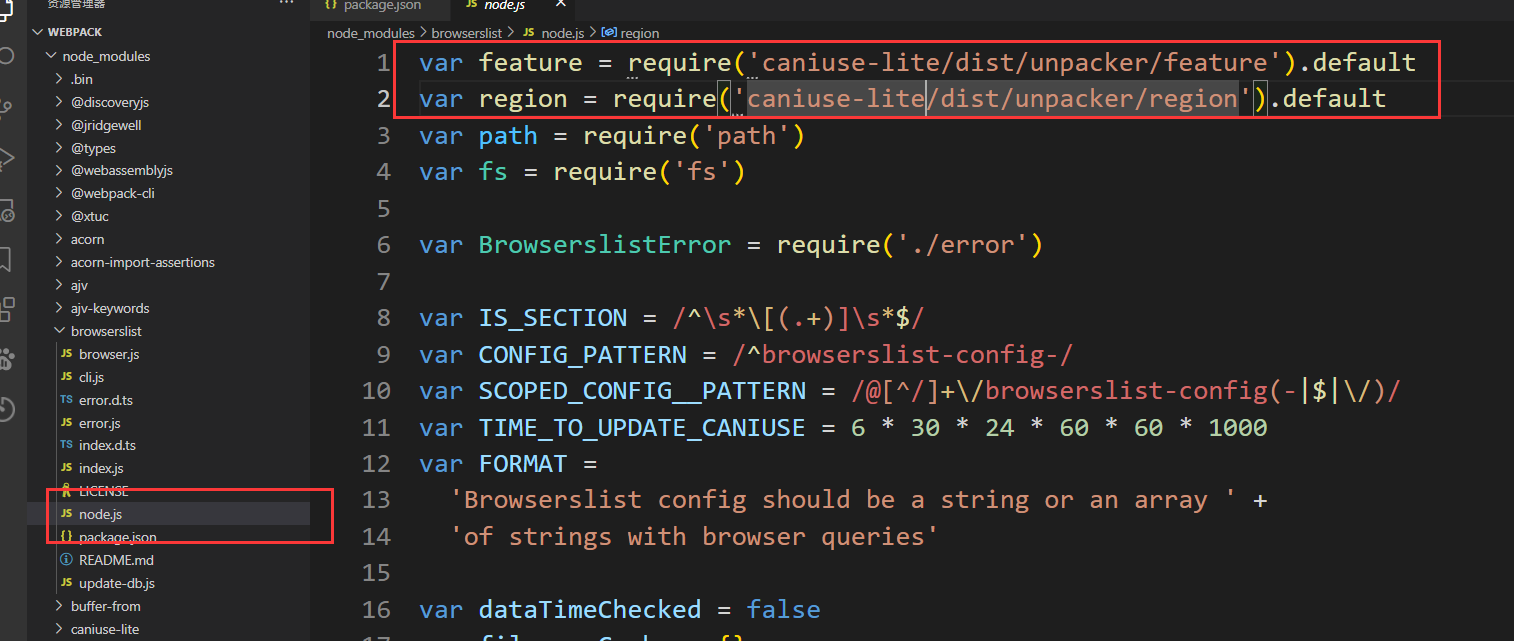 资源管理器 ···
{} package.json JS node.js ×
WEBPACK
node_modules > browserslist > JS node.js > region
node_modules
.bin
@discoveryjs
@jridgewell
@types
@webassemblyjs
@webpack-cli
@xtuc
acorn
acorn-import-assertions
ajv
ajv-keywords
browserslist
JS browser.js
JS cli.js
TS error.d.ts
JS error.js
TS index.d.ts
JS index.js
LICENSE
JS node.js
{} package.json
README.md
JS update-db.js
buffer-from
caniuse-lite
1 var feature = require('caniuse-lite/dist/unpacker/feature').default
2 var region = require('caniuse-lite/dist/unpacker/region').default
3 var path = require('path')
4 var fs = require('fs')
5
6 var BrowserslistError = require('./error')
7
8 var IS_SECTION = /^\s*\[(.+)]\s*$/
9 var CONFIG_PATTERN = /^browserslist-config-/
10 var SCOPED_CONFIG__PATTERN = /@[^/]+\/browserslist-config(-|$|\/)/
11 var TIME_TO_UPDATE_CANIUSE = 6 * 30 * 24 * 60 * 60 * 1000
12 var FORMAT =
13 'Browserslist config should be a string or an array ' +
14 'of strings with browser queries'
15
16 var dataTimeChecked = false